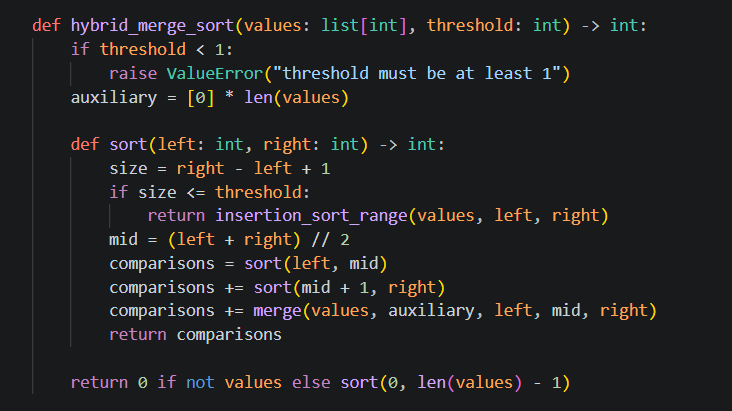 def hybrid_merge_sort(values: list[int], threshold: int) -> int:
    if threshold < 1:
        raise ValueError("threshold must be at least 1")
    auxiliary = [0] * len(values)

    def sort(left: int, right: int) -> int:
        size = right - left + 1
        if size <= threshold:
            return insertion_sort_range(values, left, right)
        mid = (left + right) // 2
        comparisons = sort(left, mid)
        comparisons += sort(mid + 1, right)
        comparisons += merge(values, auxiliary, left, mid, right)
        return comparisons

    return 0 if not values else sort(0, len(values) - 1)